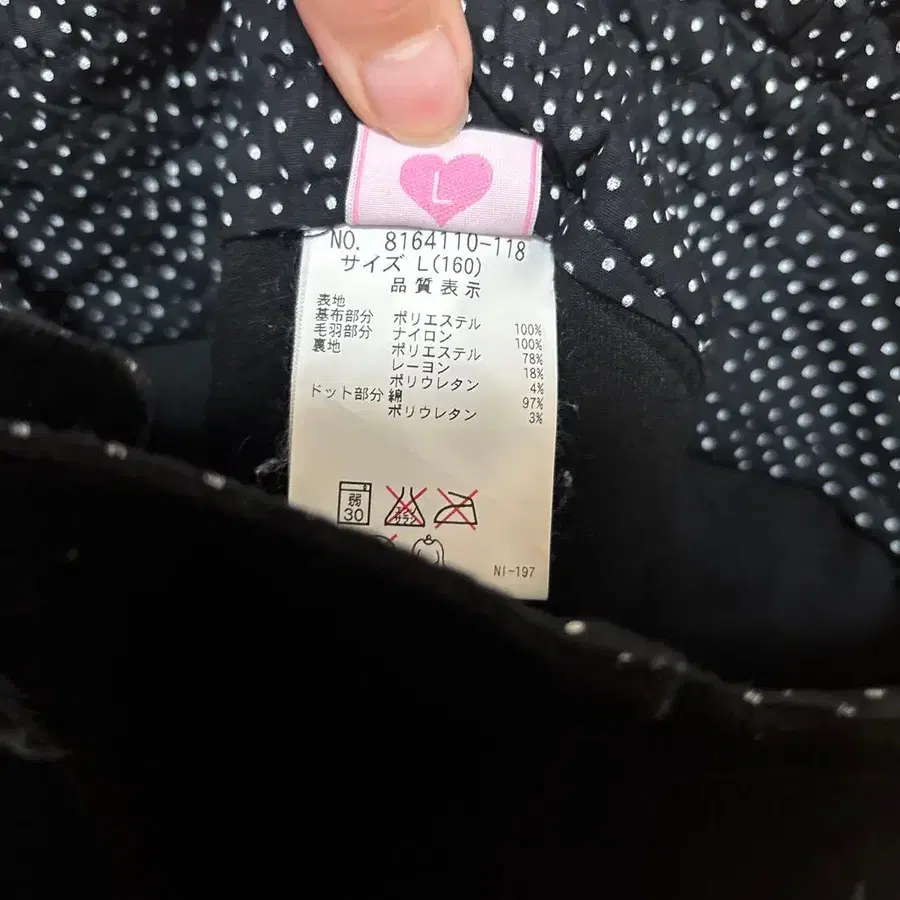 L
NO. 8164110-118
サイズ L(160)
品質表示
表地
基布部分 ポリエステル 100%
毛羽部分 ナイロン 100%
裏地 ポリエステル 78%
レーヨン 18%
ポリウレタン 4%
ドット部分 綿 97%
ポリウレタン 3%
弱
30
NI-197